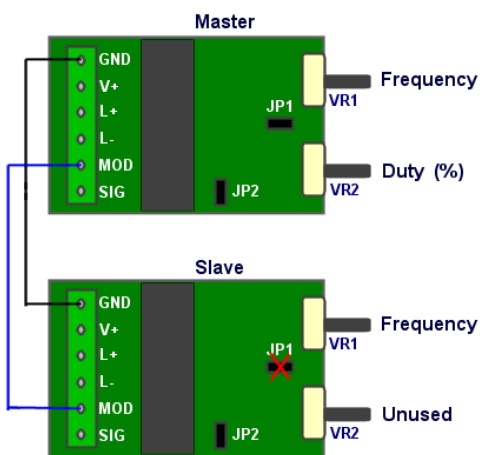 Master
GND
V+
L+
L-
MOD
SIG
JP1
JP2
VR1
Frequency
VR2
Duty (%)
Slave
GND
V+
L+
L-
MOD
SIG
JP1
JP2
VR1
Frequency
VR2
Unused